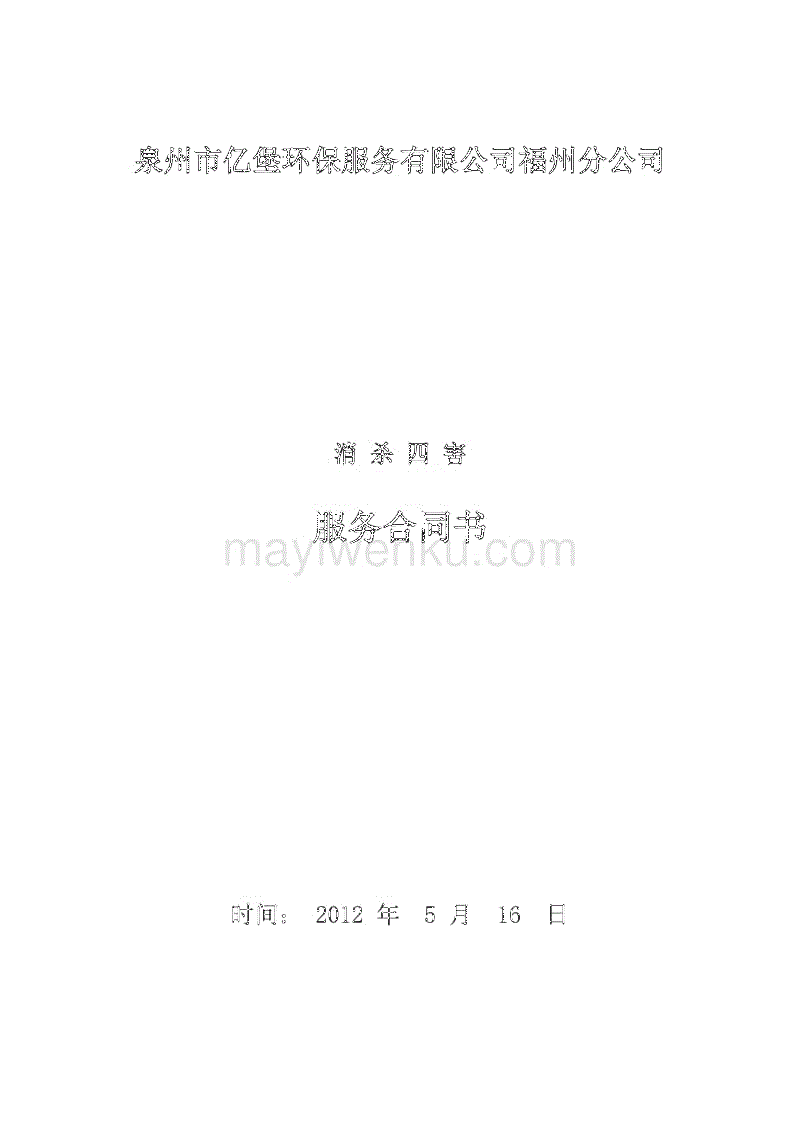 泉州市亿堡环保服务有限公司福州分公司
消 杀 四 害
服务合同书
mayiwenku.com
时间： 2012 年 5 月 16 日